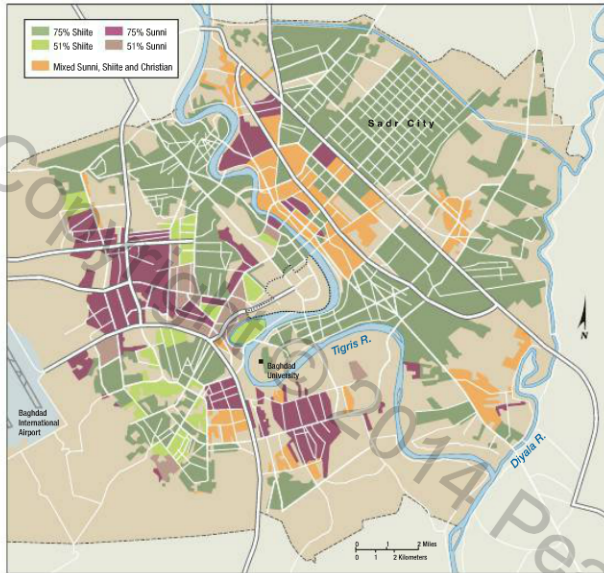 75% Shiite
75% Sunni
51% Shiite
51% Sunni
Mixed Sunni, Shiite and Christian
Sadr City
Tigris R.
Baghdad
University
Baghdad
International
Airport
Diyala R.
N
0 1 2 Miles
0 1 2 Kilometers
Copyright © 2014 Pea